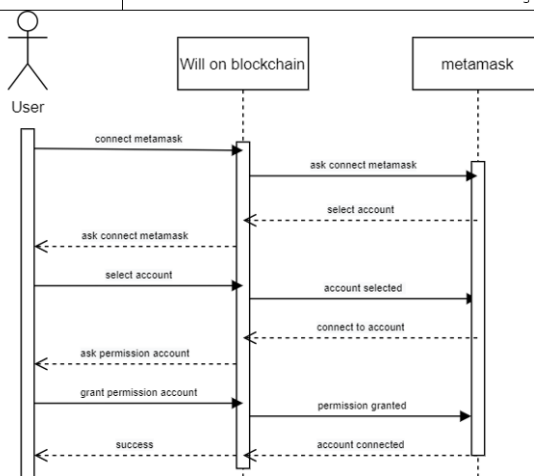 Will on blockchain
metamask
User
connect metamask
ask connect metamask
select account
ask connect metamask
select account
account selected
connect to account
ask permission account
grant permission account
permission granted
success
account connected